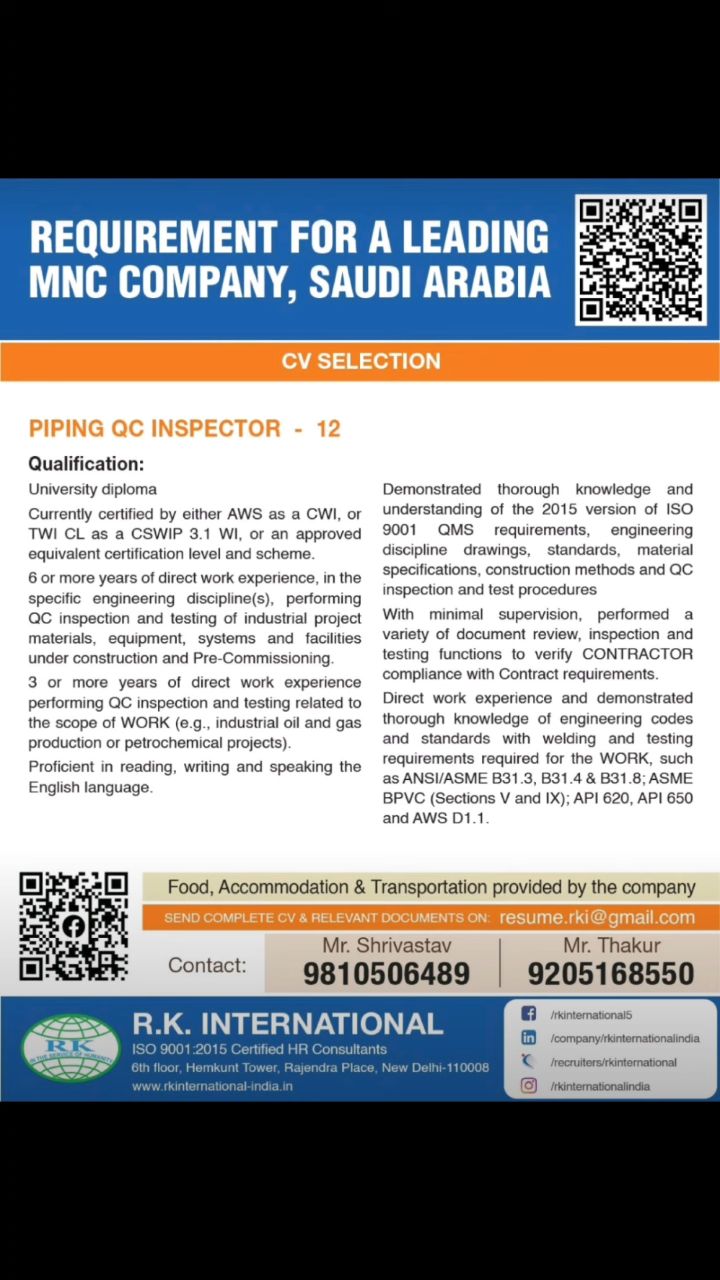 REQUIREMENT FOR A LEADING
MNC COMPANY, SAUDI ARABIA
CV SELECTION
PIPING QC INSPECTOR - 12
Qualification:
University diploma
Currently certified by either AWS as a CWI, or
TWI CL as a CSWIP 3.1 WI, or an approved
equivalent certification level and scheme.
6 or more years of direct work experience, in the
specific engineering discipline(s), performing
QC inspection and testing of industrial project
materials, equipment, systems and facilities
under construction and Pre-Commissioning.
3 or more years of direct work experience
performing QC inspection and testing related to
the scope of WORK (e.g., industrial oil and gas
production or petrochemical projects).
Proficient in reading, writing and speaking the
English language.
Demonstrated thorough knowledge and
understanding of the 2015 version of ISO
9001 QMS requirements, engineering
discipline drawings, standards, material
specifications, construction methods and QC
inspection and test procedures
With minimal supervision, performed a
variety of document review, inspection and
testing functions to verify CONTRACTOR
compliance with Contract requirements.
Direct work experience and demonstrated
thorough knowledge of engineering codes
and standards with welding and testing
requirements required for the WORK, such
as ANSI/ASME B31.3, B31.4 & B31.8; ASME
BPVC (Sections V and IX); API 620, API 650
and AWS D1.1.
Food, Accommodation & Transportation provided by the company
SEND COMPLETE CV & RELEVANT DOCUMENTS ON: resume.rki@gmail.com
Contact:
Mr. Shrivastav
9810506489
Mr. Thakur
9205168550
RK
IN THE SERVICE OF HUMANITY
R.K. INTERNATIONAL
ISO 9001:2015 Certified HR Consultants
6th floor, Hemkunt Tower, Rajendra Place, New Delhi-110008
www.rkinternational-india.in
/rkinternational5
/company/rkinternationalindia
/recruiters/rkinternational
/rkinternationalindia